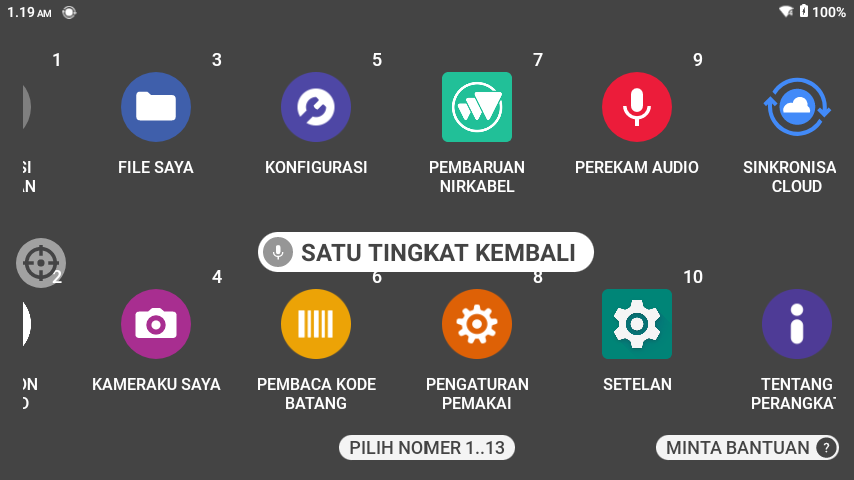 1.19 AM 100%
1 3 5 7 9
FILE SAYA KONFIGURASI PEMBARUAN PEREKAM AUDIO SINKRONISA
NIRKABEL CLOUD
SATU TINGKAT KEMBALI
2 4 6 8 10
KAMERAKU SAYA PEMBACA KODE PENGATURAN SETELAN TENTANG
BATANG PEMAKAI PERANGKA
PILIH NOMER 1..13 MINTA BANTUAN ?